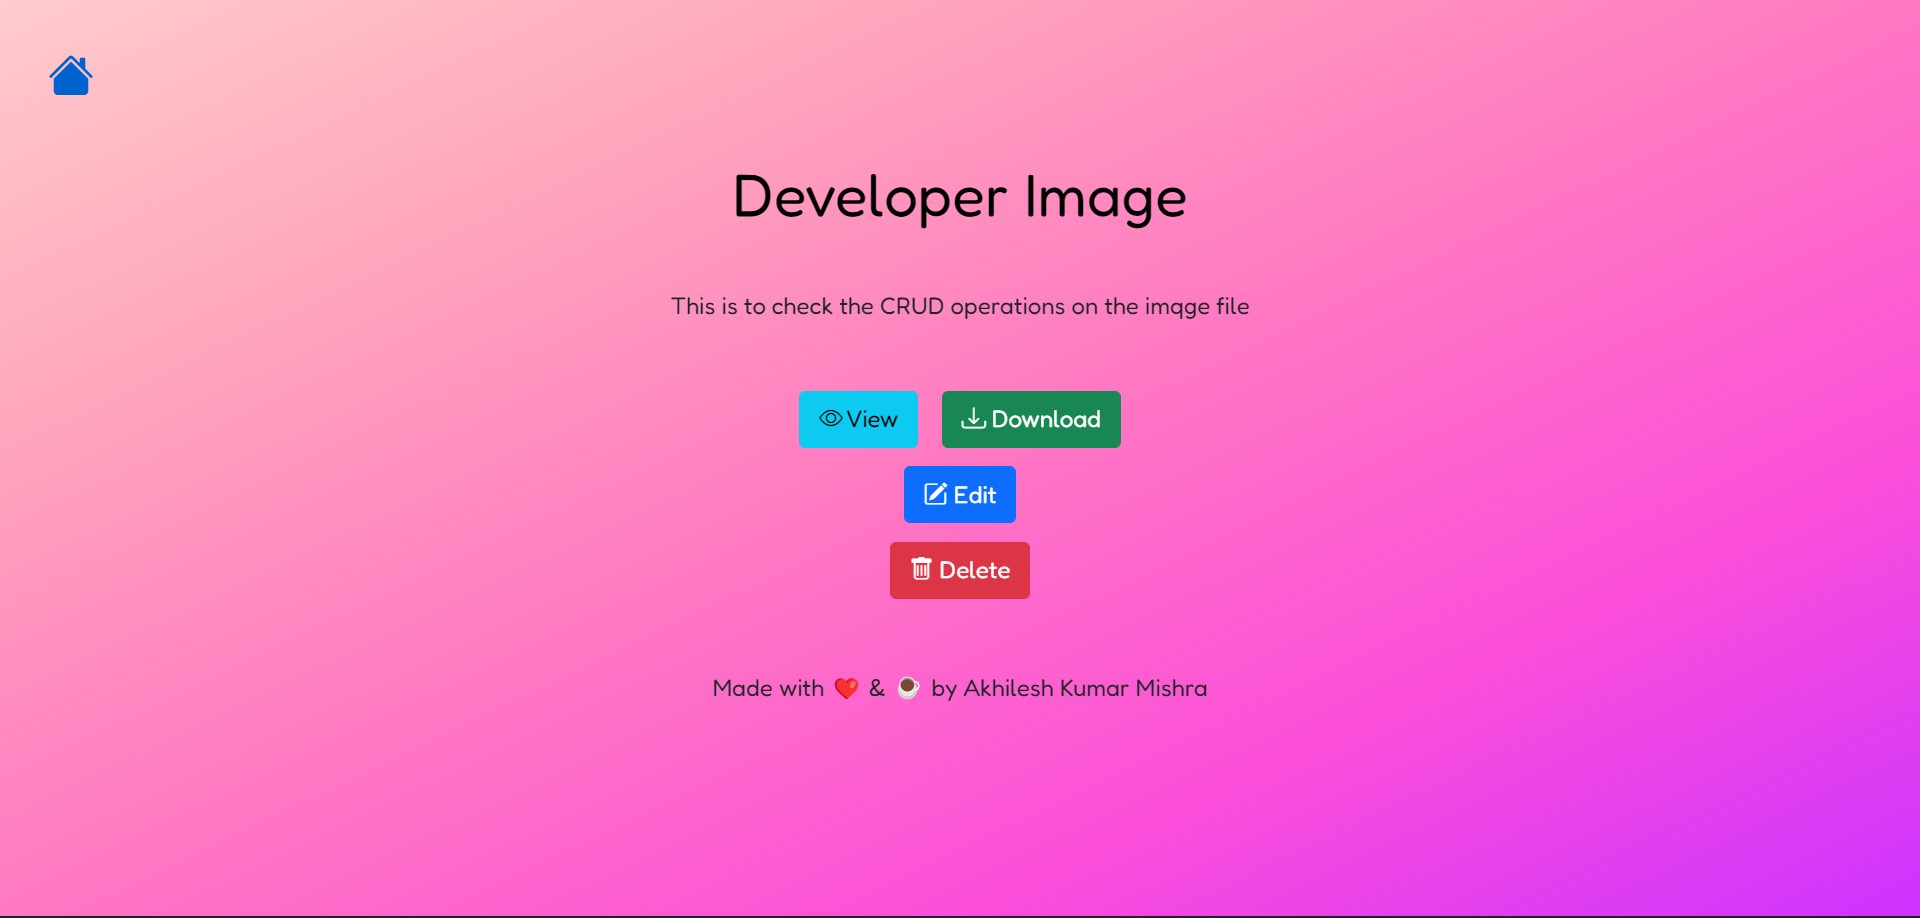 Developer Image
This is to check the CRUD operations on the imqge file
View Download
Edit
Delete
Made with ❤️ & ☕ by Akhilesh Kumar Mishra